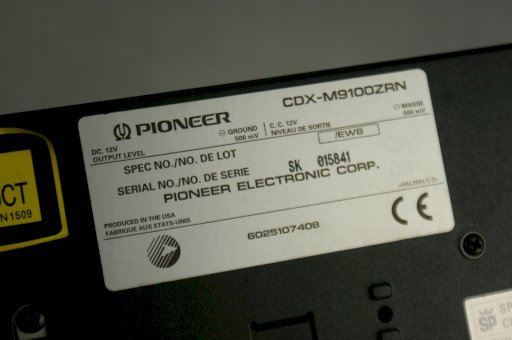 PIONEER CDX-M9100ZRN
DC. 12V ⊖ GROUND C. C. 12V ⊖ MASSE
OUTPUT LEVEL 500 mV NIVEAU DE SORTIE 500 mV
SPEC NO./NO. DE LOT /EW8
SERIAL NO./NO. DE SERIE SK 015841
PIONEER ELECTRONIC CORP.
PRODUCED IN THE USA
FABRIQUE AUX ETATS-UNIS
6025107408
CE
CT
N1509
SP
SP